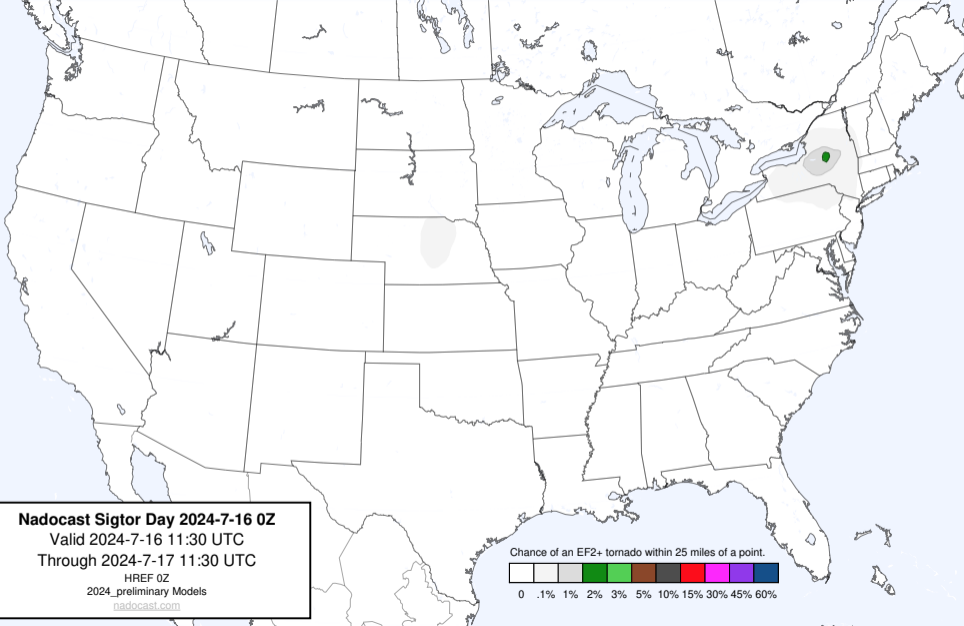 Nadocast Sigtor Day 2024-7-16 0Z
Valid 2024-7-16 11:30 UTC
Through 2024-7-17 11:30 UTC
HREF 0Z
2024_preliminary Models
nadocast.com
Chance of an EF2+ tornado within 25 miles of a point.
0 .1% 1% 2% 3% 5% 10% 15% 30% 45% 60%